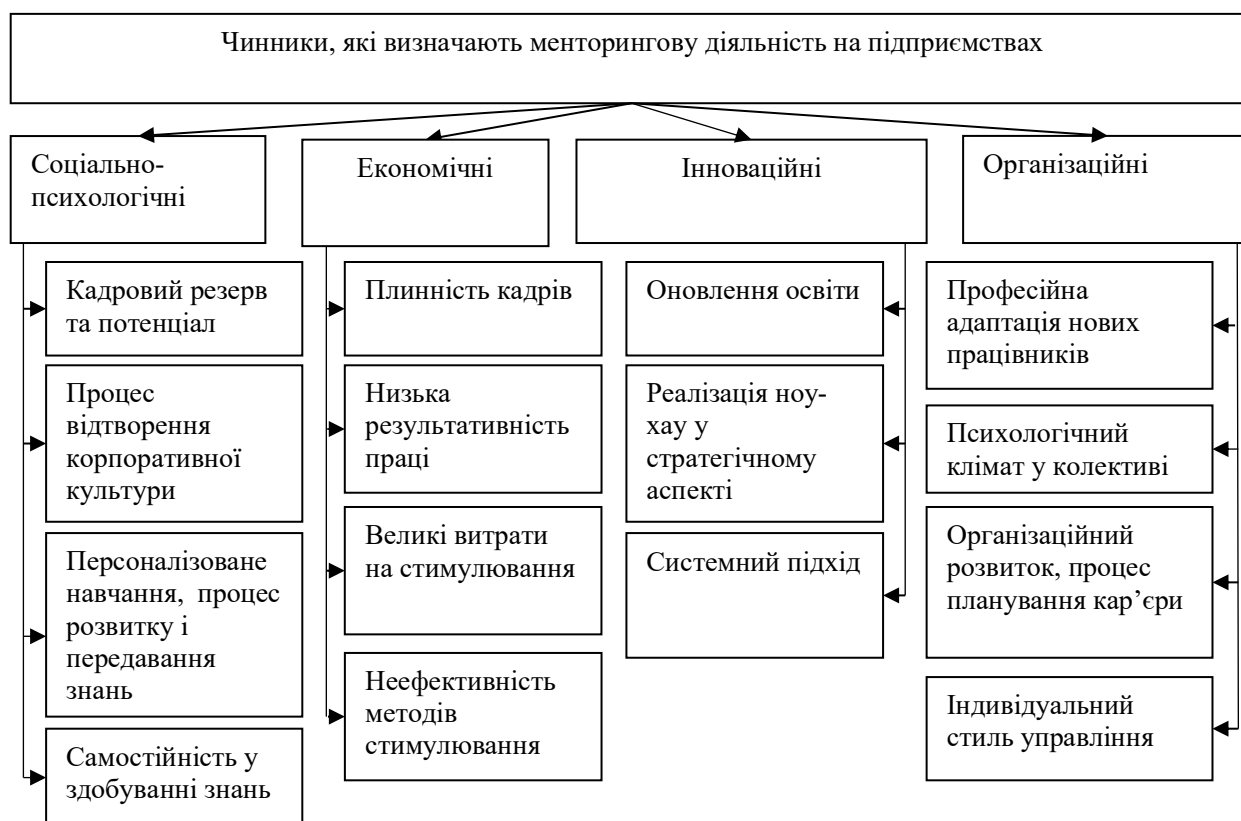 Чинники, які визначають менторингову діяльність на підприємствах
Соціально-
психологічні
Економічні
Інноваційні
Організаційні
Кадровий резерв
та потенціал
Процес
відтворення
корпоративної
культури
Персоналізоване
навчання, процес
розвитку і
передавання
знань
Самостійність у
здобуванні знань
Плинність кадрів
Низька
результативність
праці
Великі витрати
на стимулювання
Неефективність
методів
стимулювання
Оновлення освіти
Реалізація ноу-
хау у
стратегічному
аспекті
Системний підхід
Професійна
адаптація нових
працівників
Психологічний
клімат у колективі
Організаційний
розвиток, процес
планування кар’єри
Індивідуальний
стиль управління